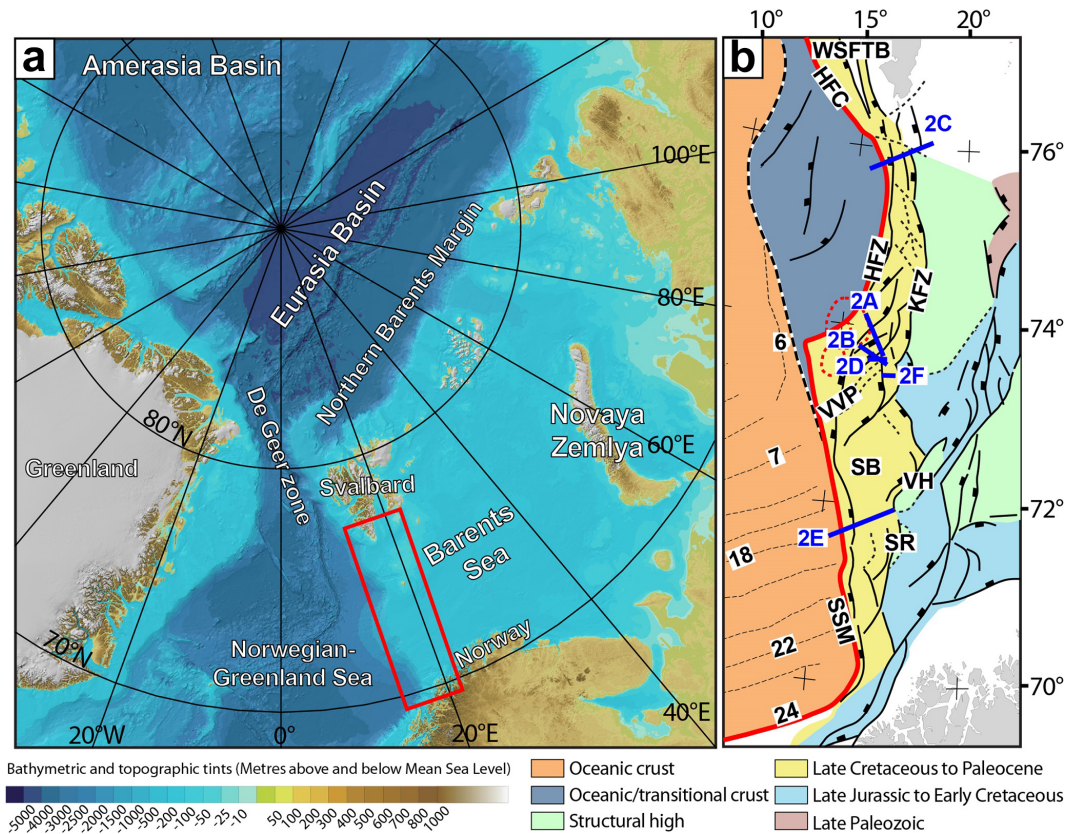 a
Amerasia Basin
100°E
Eurasia Basin
Northern Barents Margin
80°E
De Geer zone
80°N
Novaya
Zemlya
60°E
Greenland
Svalbard
Barents
Sea
70°N
Norwegian-
Greenland Sea
Norway
20°W
0°
20°E
40°E
b
10°
15°
20°
WSFTB
HFC
2C
76°
HFZ
KFZ
2A
74°
6
2B
2D
2F
VVP
7
SB
VH
72°
2E
SR
18
SSM
22
70°
24
Bathymetric and topographic tints (Metres above and below Mean Sea Level)
-5000
-4000
-3000
-2500
-2000
-1500
-1000
-500
-200
-50
-25
-10
50
100
200
300
400
500
600
700
800
1000
Oceanic crust
Oceanic/transitional crust
Structural high
Late Cretaceous to Paleocene
Late Jurassic to Early Cretaceous
Late Paleozoic